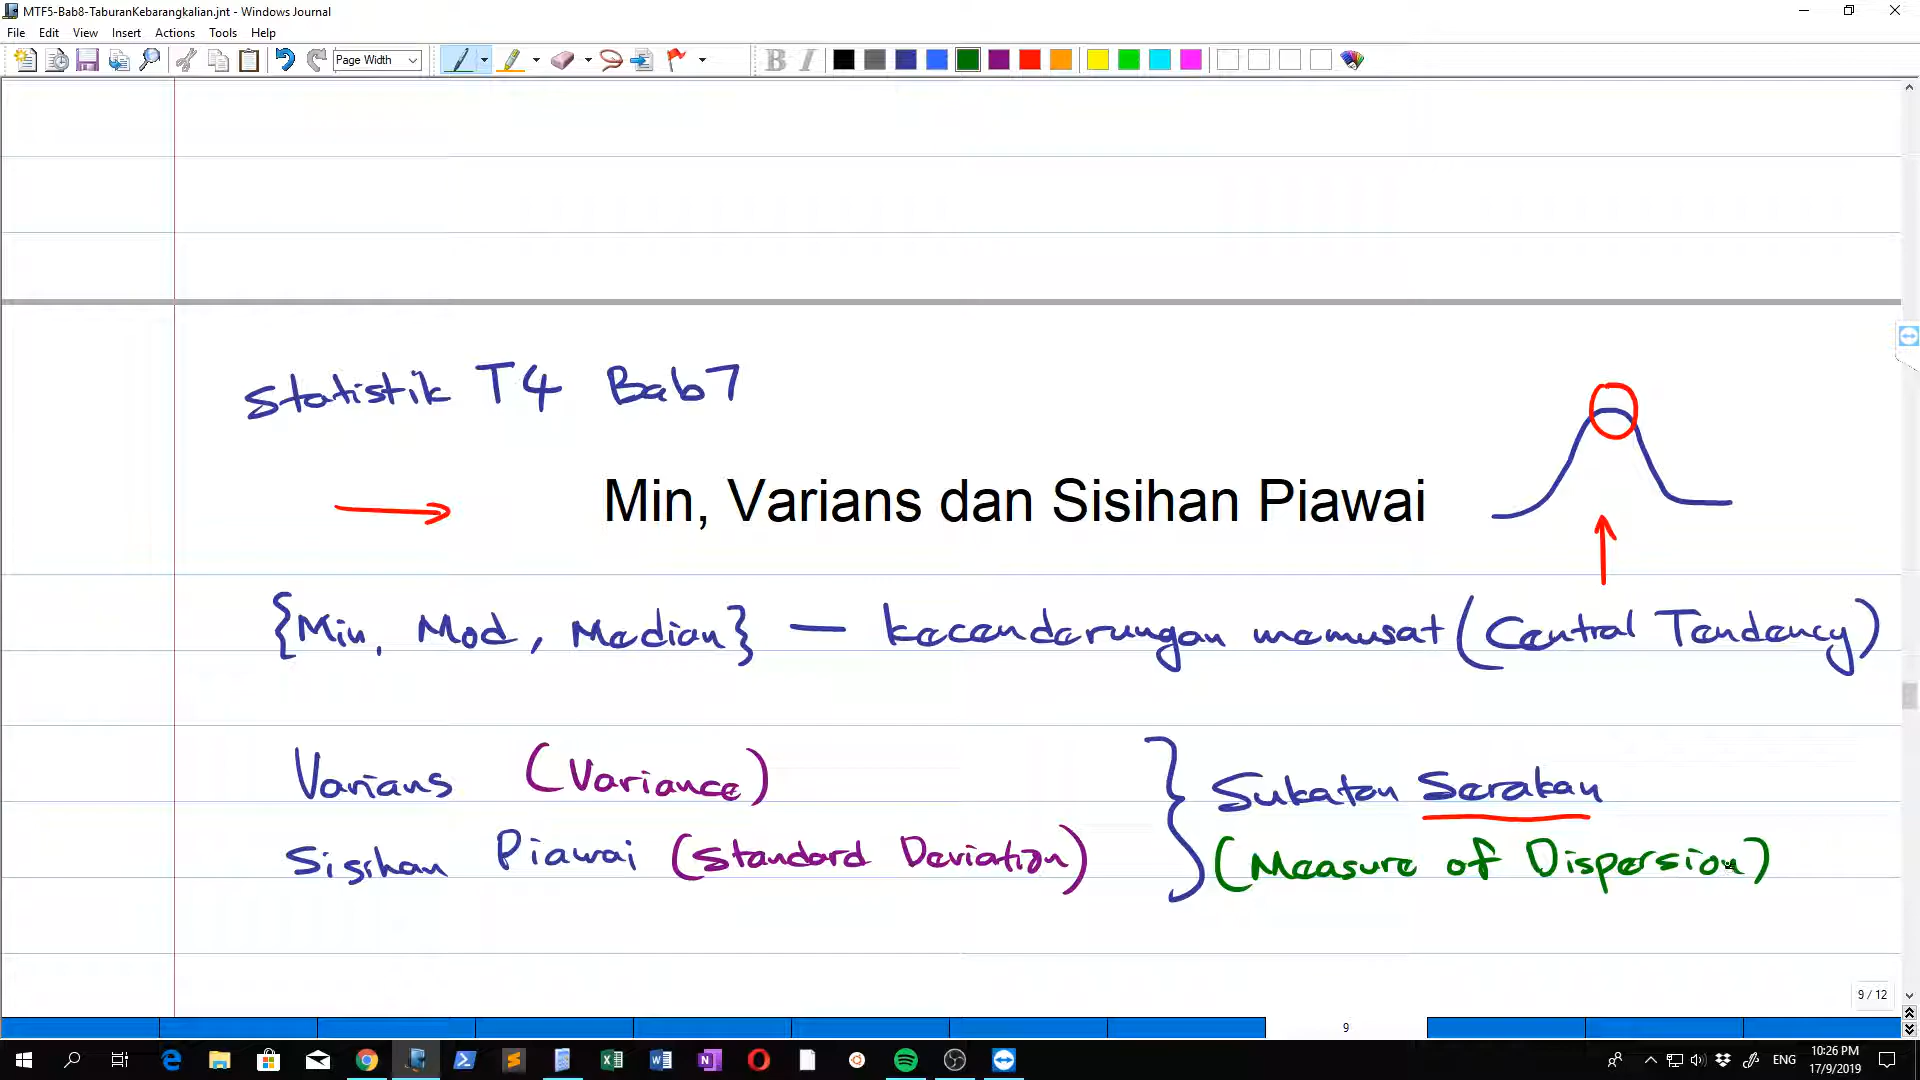 MTF5-Bab8-TaburanKebarangkalian.jnt - Windows Journal
File Edit View Insert Actions Tools Help
Page Width B I
Statistik T4 Bab7
Min, Varians dan Sisihan Piawai
{Min, Mod, Median} — kecenderungan memusat (Central Tendency)
Varians (Variance)
Sisihan Piawai (Standard Deviation)
Sukatan Serakan
(Measure of Dispersion)
9 / 12
9
ENG
10:26 PM
17/9/2019